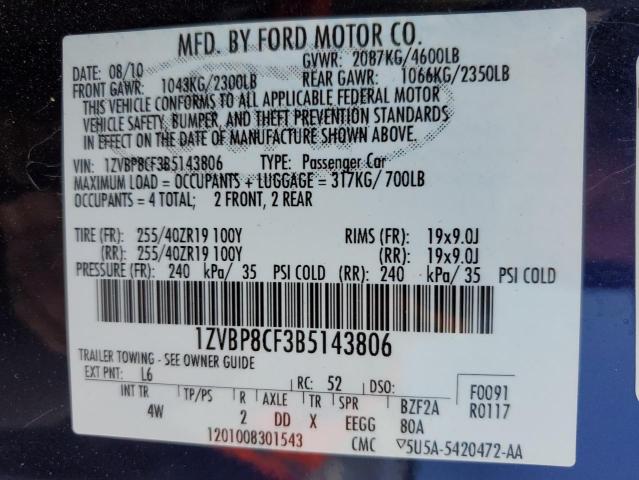 MFD. BY FORD MOTOR CO.
DATE: 08/10 GVWR: 2087KG/4600LB
FRONT GAWR: 1043KG/2300LB REAR GAWR: 1066KG/2350LB
THIS VEHICLE CONFORMS TO ALL APPLICABLE FEDERAL MOTOR
VEHICLE SAFETY, BUMPER, AND THEFT PREVENTION STANDARDS
IN EFFECT ON THE DATE OF MANUFACTURE SHOWN ABOVE.
VIN: 1ZVBP8CF3B5143806 TYPE: Passenger Car
MAXIMUM LOAD = OCCUPANTS + LUGGAGE = 317KG/ 700LB
OCCUPANTS = 4 TOTAL; 2 FRONT, 2 REAR
TIRE (FR): 255/40ZR19 100Y RIMS (FR): 19x9.0J
(RR): 255/40ZR19 100Y (RR): 19x9.0J
PRESSURE (FR): 240 kPa/ 35 PSI COLD (RR): 240 kPa/ 35 PSI COLD
1ZVBP8CF3B5143806
TRAILER TOWING - SEE OWNER GUIDE
EXT PNT: L6 RC: 52 DSO: F0091
INT TR TP/PS R AXLE TR SPR BZF2A R0117
4W 2 DD X EEGG 80A
1201008301543 CMC ▽5U5A-5420472-AA